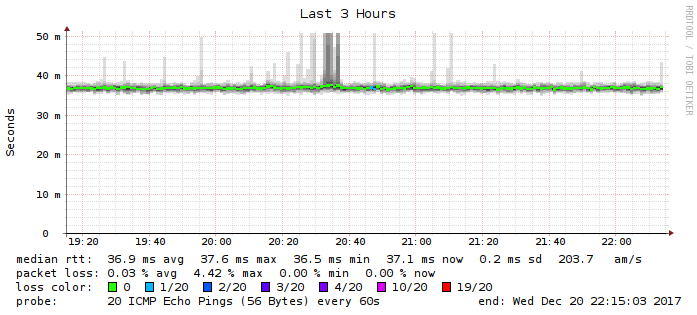 Last 3 Hours
RRDTOOL / TOBI OETIKER
Seconds
50 m
40 m
30 m
20 m
10 m
0
19:20 19:40 20:00 20:20 20:40 21:00 21:20 21:40 22:00
median rtt: 36.9 ms avg 37.6 ms max 36.5 ms min 37.1 ms now 0.2 ms sd 203.7 am/s
packet loss: 0.03 % avg 4.42 % max 0.00 % min 0.00 % now
loss color: 0 1/20 2/20 3/20 4/20 10/20 19/20
probe: 20 ICMP Echo Pings (56 Bytes) every 60s end: Wed Dec 20 22:15:03 2017